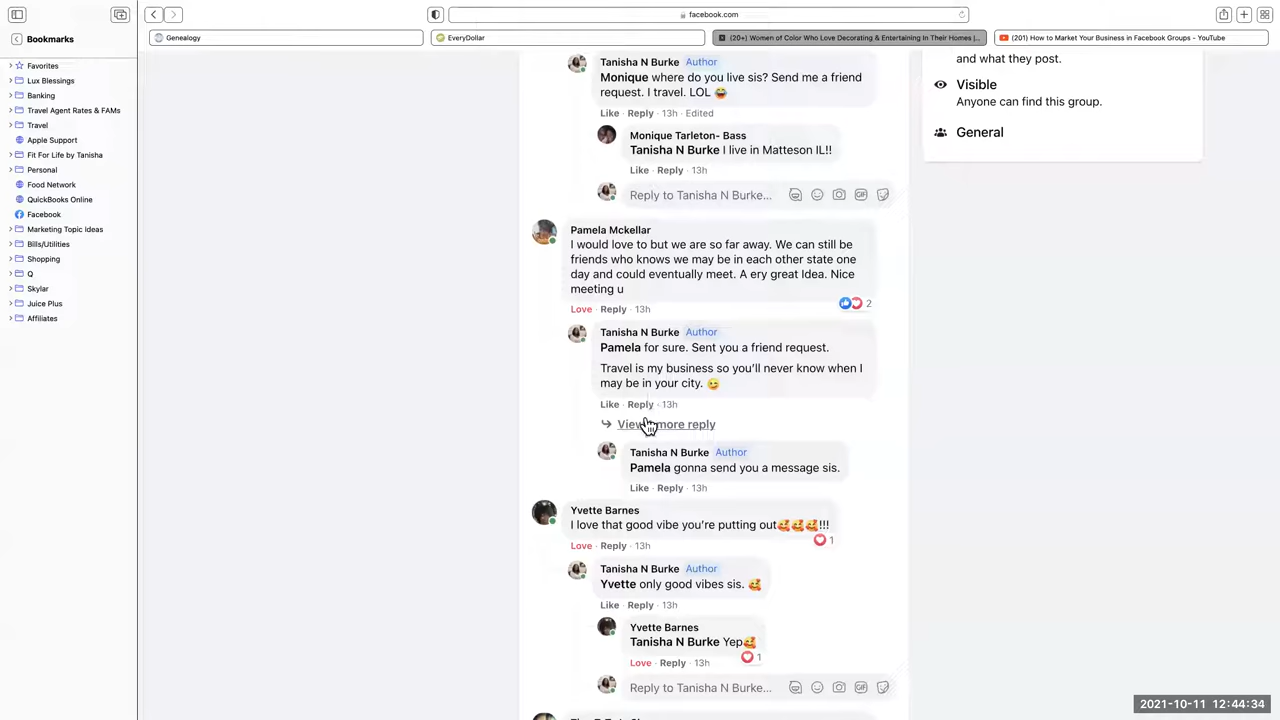 facebook.com
Bookmarks
Genealogy
EveryDollar
(20+) Women of Color Who Love Decorating & Entertaining In Their Homes |...
(201) How to Market Your Business in Facebook Groups - YouTube
Favorites
Lux Blessings
Banking
Travel Agent Rates & FAMs
Travel
Apple Support
Fit For Life by Tanisha
Personal
Food Network
QuickBooks Online
Facebook
Marketing Topic Ideas
Bills/Utilities
Shopping
Q
Skylar
Juice Plus
Affiliates
Tanisha N Burke Author
Monique where do you live sis? Send me a friend
request. I travel. LOL 😂
Like · Reply · 13h · Edited
Monique Tarleton- Bass
Tanisha N Burke I live in Matteson IL!!
Like · Reply · 13h
Reply to Tanisha N Burke...
GIF
Pamela Mckellar
I would love to but we are so far away. We can still be
friends who knows we may be in each other state one
day and could eventually meet. A ery great Idea. Nice
meeting u
2
Love · Reply · 13h
Tanisha N Burke Author
Pamela for sure. Sent you a friend request.
Travel is my business so you'll never know when I
may be in your city. 😉
Like · Reply · 13h
more reply
Tanisha N Burke Author
Pamela gonna send you a message sis.
Like · Reply · 13h
Yvette Barnes
I love that good vibe you're putting out🥰🥰🥰!!!
1
Love · Reply · 13h
Tanisha N Burke Author
Yvette only good vibes sis. 🥰
Like · Reply · 13h
Yvette Barnes
Tanisha N Burke Yep🥰
1
Love · Reply · 13h
Reply to Tanisha N Burke...
GIF
and what they post.
Visible
Anyone can find this group.
General
2021-10-11 12:44:34